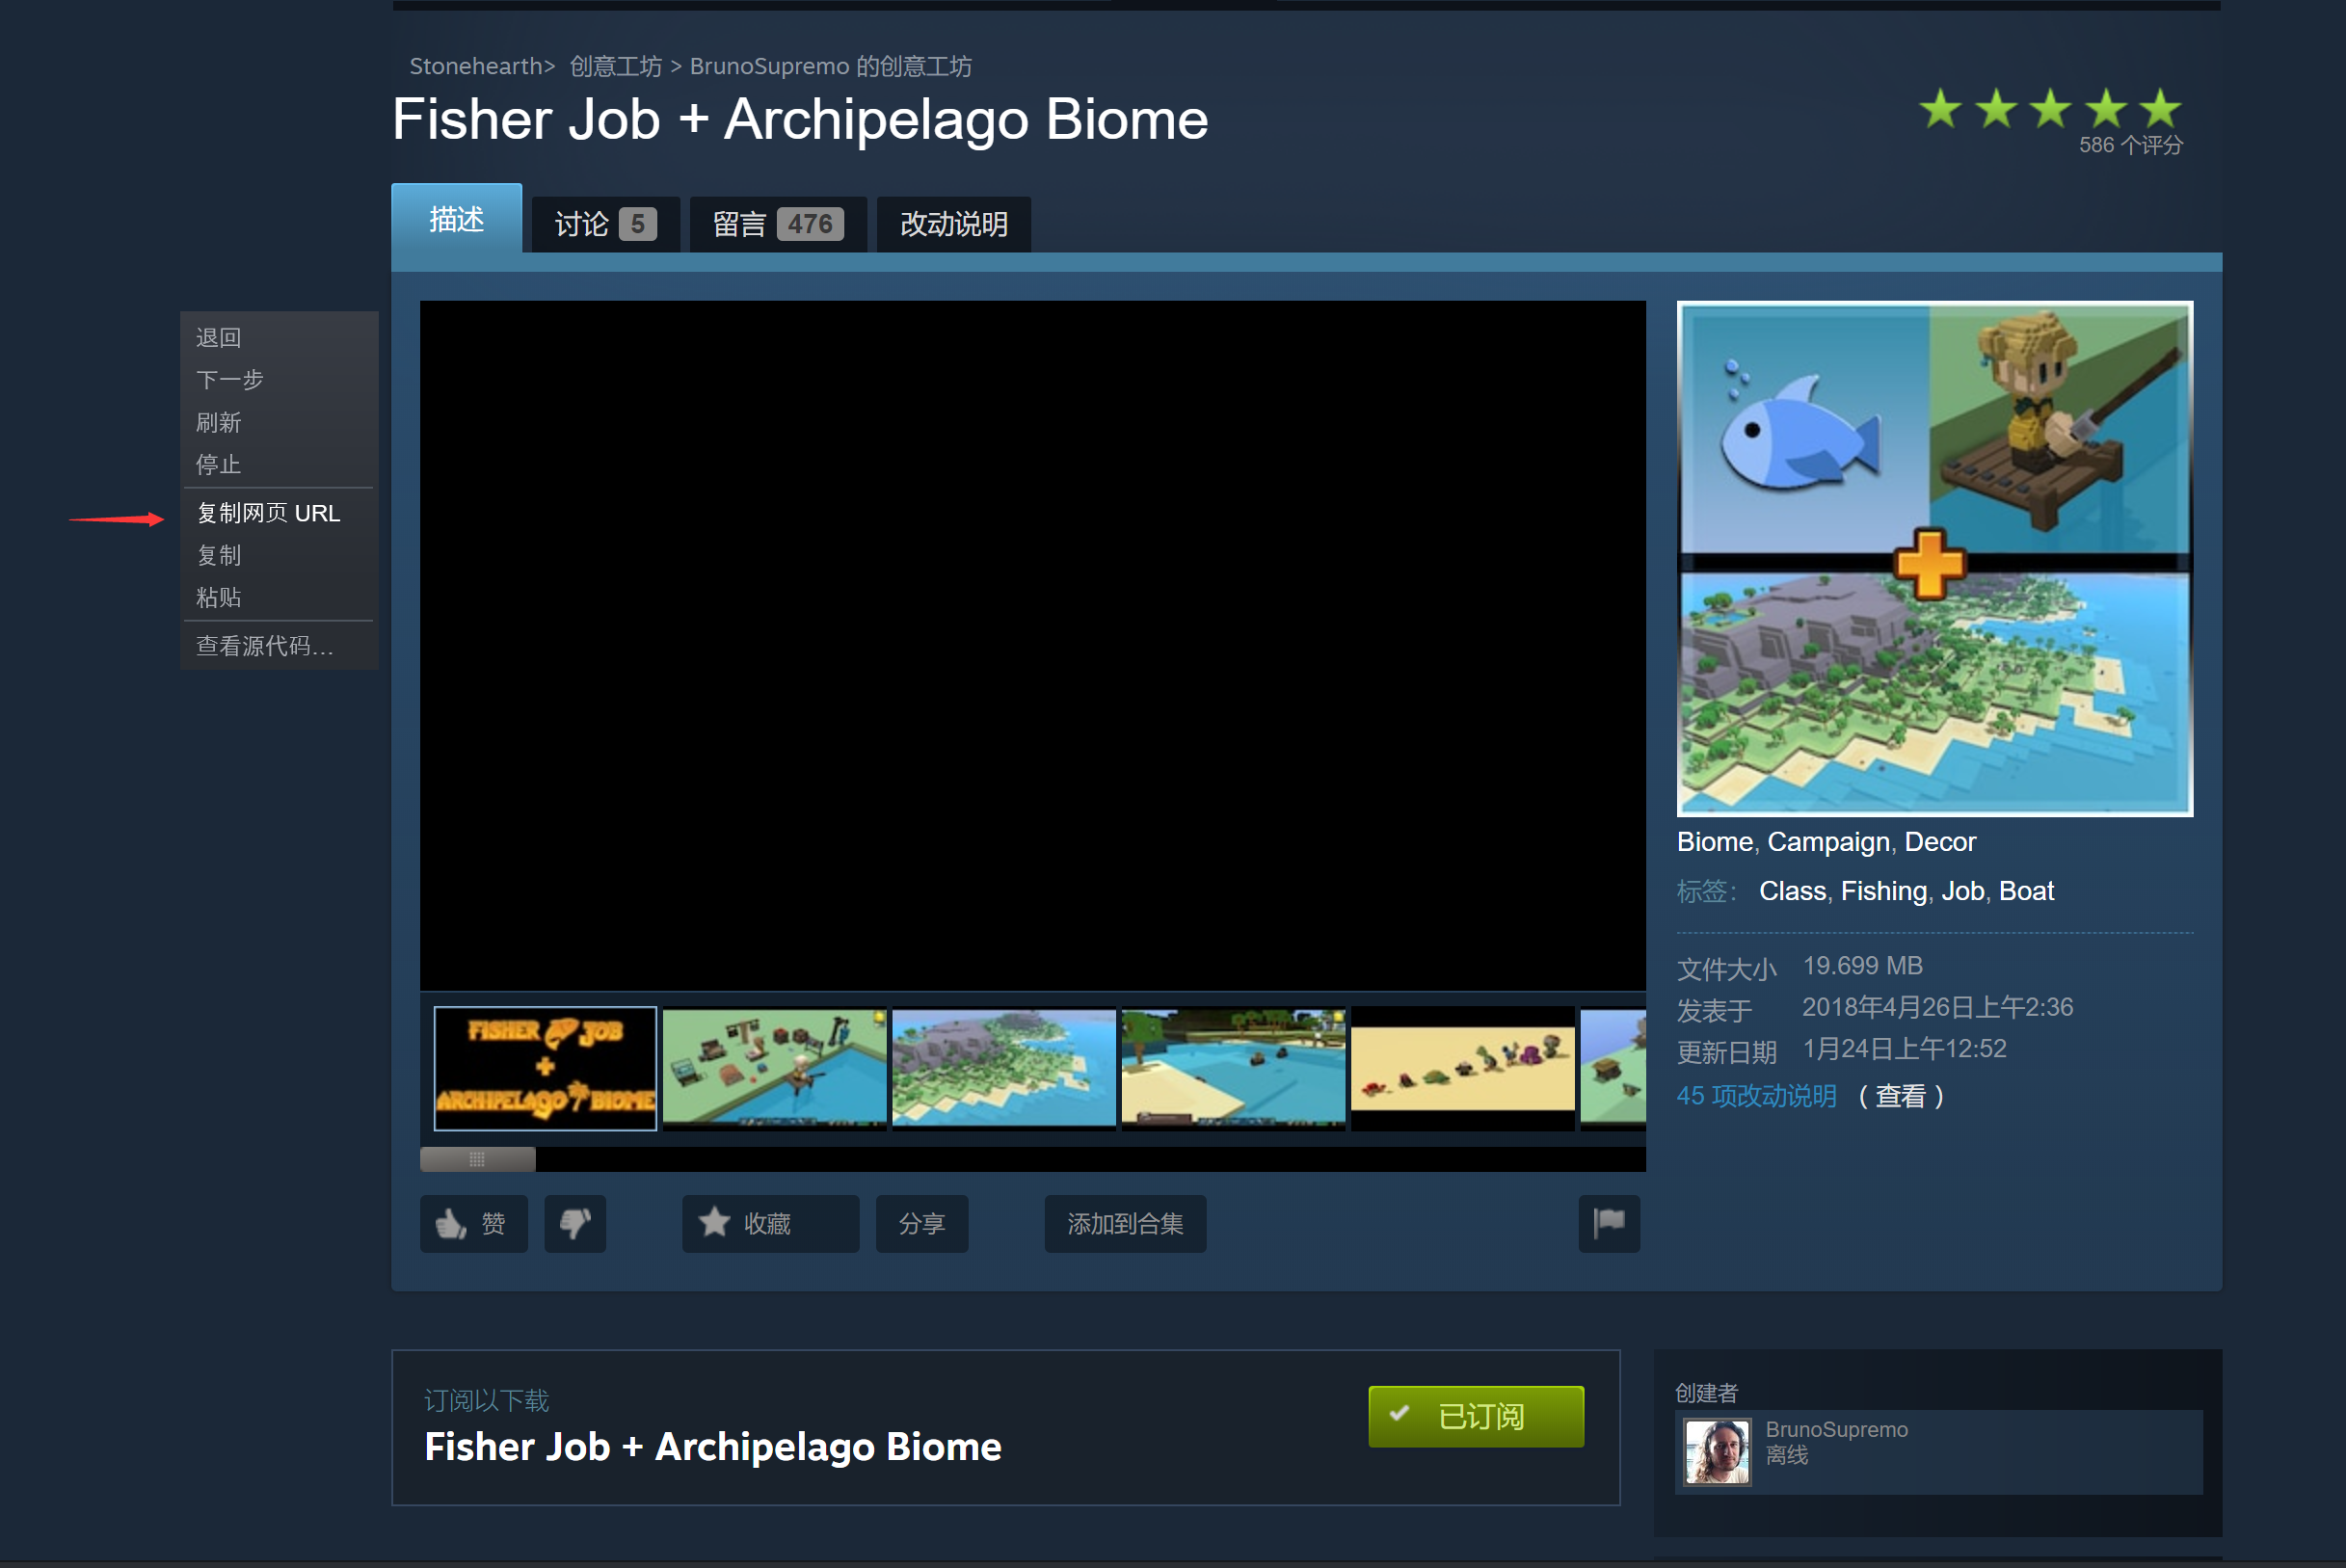 Stonehearth> 创意工坊 > BrunoSupremo 的创意工坊
Fisher Job + Archipelago Biome
586 个评分
描述
讨论 5
留言 476
改动说明
退回
下一步
刷新
停止
复制网页 URL
复制
粘贴
查看源代码...
Biome, Campaign, Decor
标签： Class, Fishing, Job, Boat
文件大小 19.699 MB
发表于 2018年4月26日上午2:36
更新日期 1月24日上午12:52
45 项改动说明 ( 查看 )
FISHER JOB
+
ARCHIPELAGO BIOME
赞
收藏
分享
添加到合集
订阅以下载
Fisher Job + Archipelago Biome
已订阅
创建者
BrunoSupremo
离线